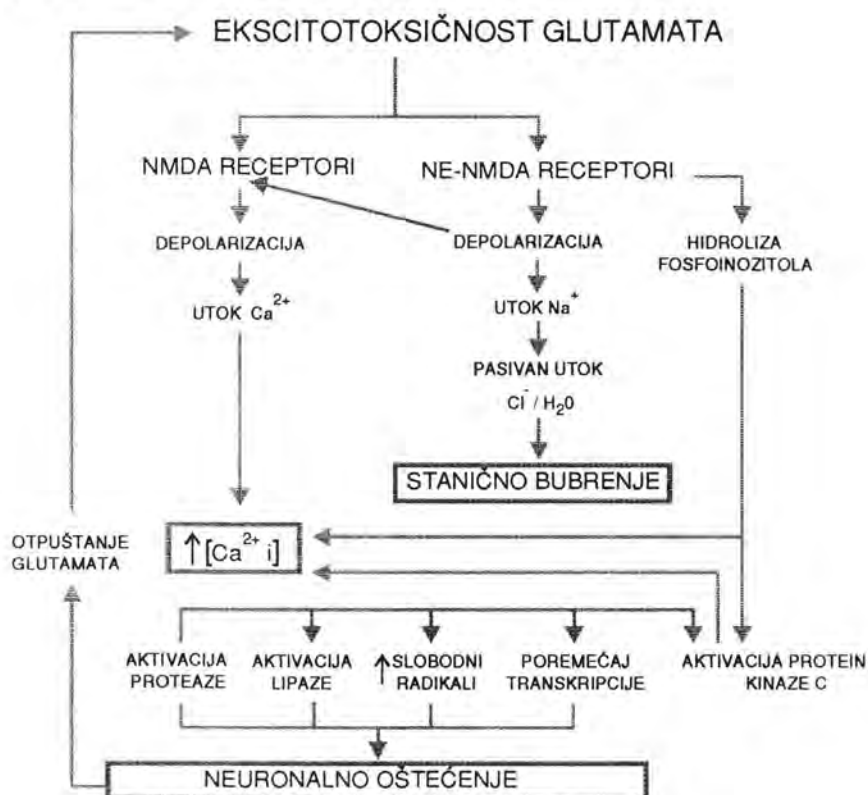 EKSCITOTOKSIČNOST GLUTAMATA
NMDA RECEPTORI
NE-NMDA RECEPTORI
DEPOLARIZACIJA
DEPOLARIZACIJA
HIDROLIZA
FOSFOINOZITOLA
UTOK Ca²⁺
UTOK Na⁺
PASIVAN UTOK
Cl⁻ / H₂0
STANIČNO BUBRENJE
OTPUŠTANJE
GLUTAMATA
↑[Ca²⁺ i]
AKTIVACIJA
PROTEAZE
AKTIVACIJA
LIPAZE
↑SLOBODNI
RADIKALI
POREMEĆAJ
TRANSKRIPCIJE
AKTIVACIJA PROTEIN
KINAZE C
NEURONALNO OŠTEĆENJE